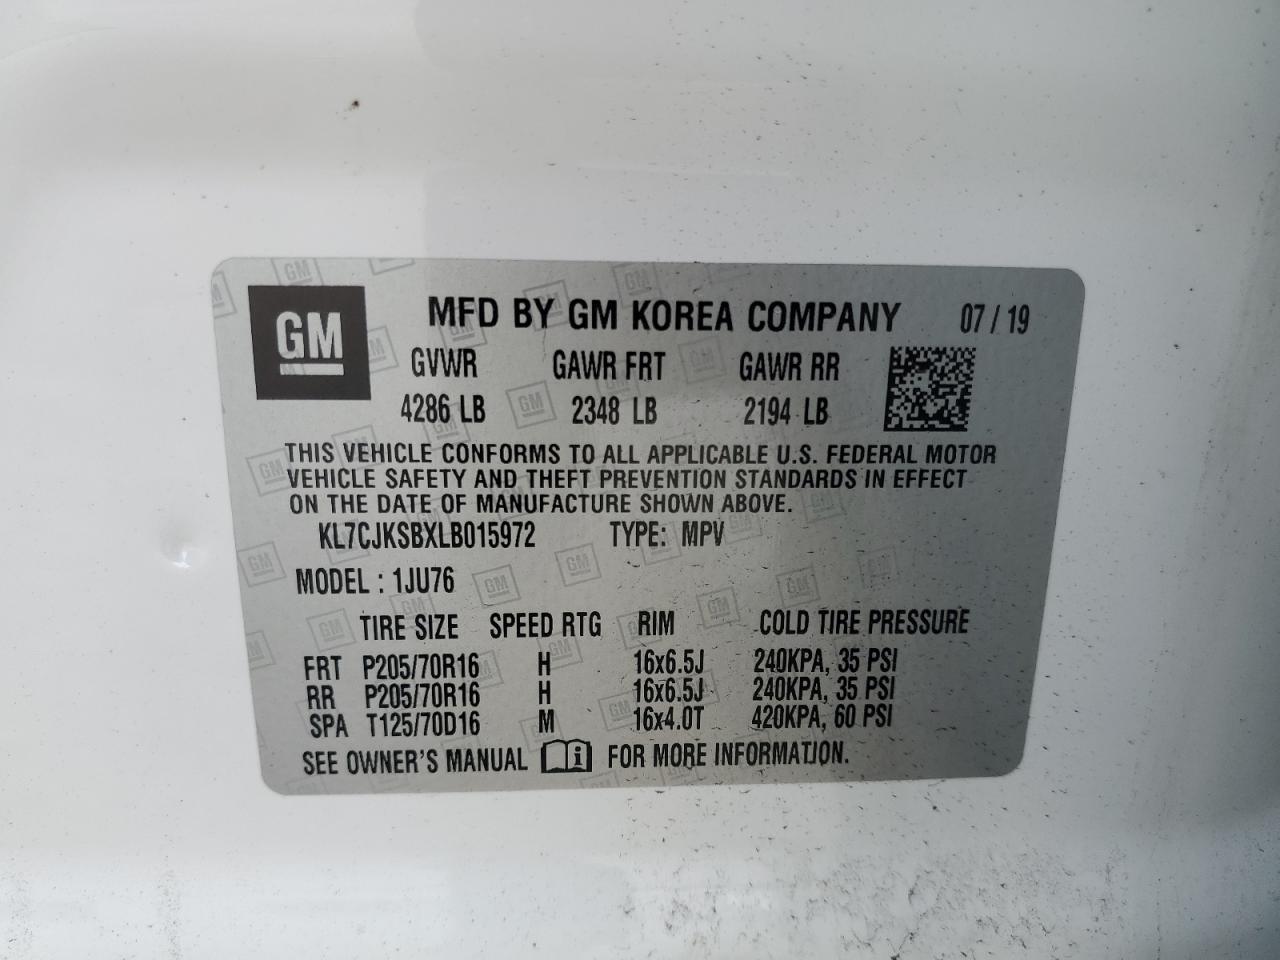 GM
MFD BY GM KOREA COMPANY 07 / 19
GVWR GAWR FRT GAWR RR
4286 LB 2348 LB 2194 LB
THIS VEHICLE CONFORMS TO ALL APPLICABLE U.S. FEDERAL MOTOR
VEHICLE SAFETY AND THEFT PREVENTION STANDARDS IN EFFECT
ON THE DATE OF MANUFACTURE SHOWN ABOVE.
KL7CJKSBXLB015972 TYPE: MPV
MODEL : 1JU76
TIRE SIZE SPEED RTG RIM COLD TIRE PRESSURE
FRT P205/70R16 H 16x6.5J 240KPA, 35 PSI
RR P205/70R16 H 16x6.5J 240KPA, 35 PSI
SPA T125/70D16 M 16x4.0T 420KPA, 60 PSI
SEE OWNER'S MANUAL FOR MORE INFORMATION.